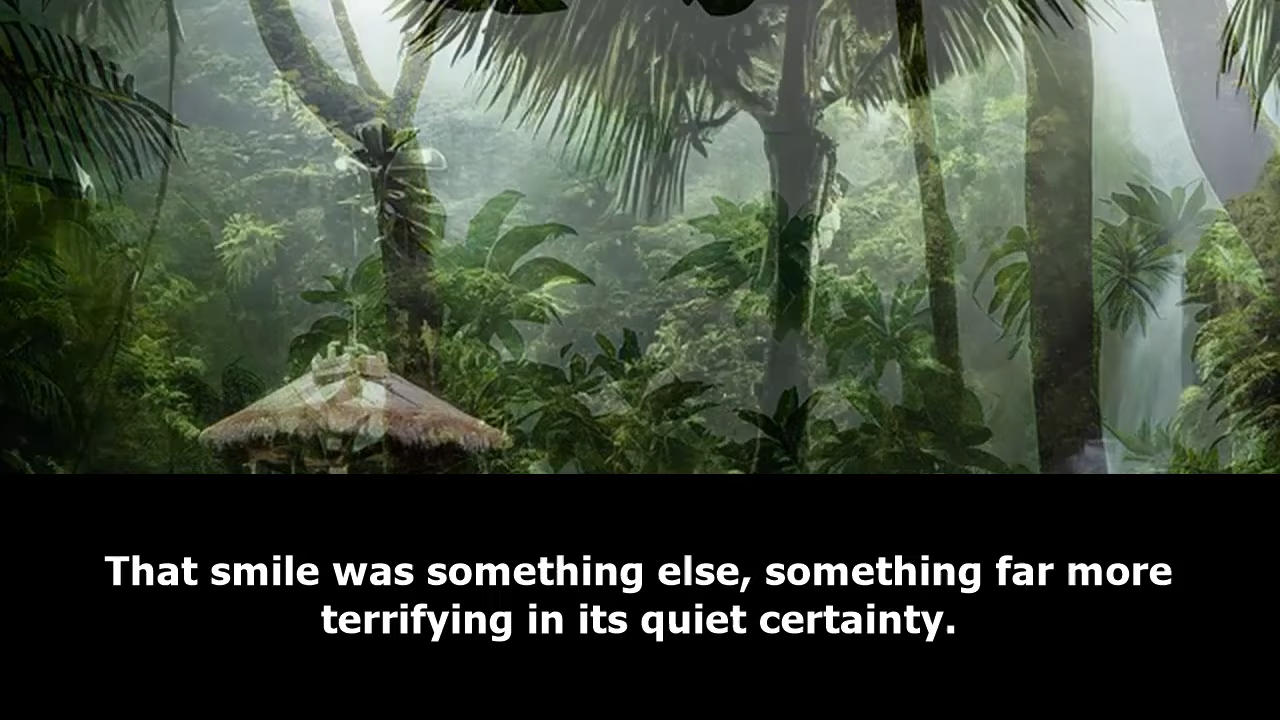 That smile was something else, something far more
terrifying in its quiet certainty.